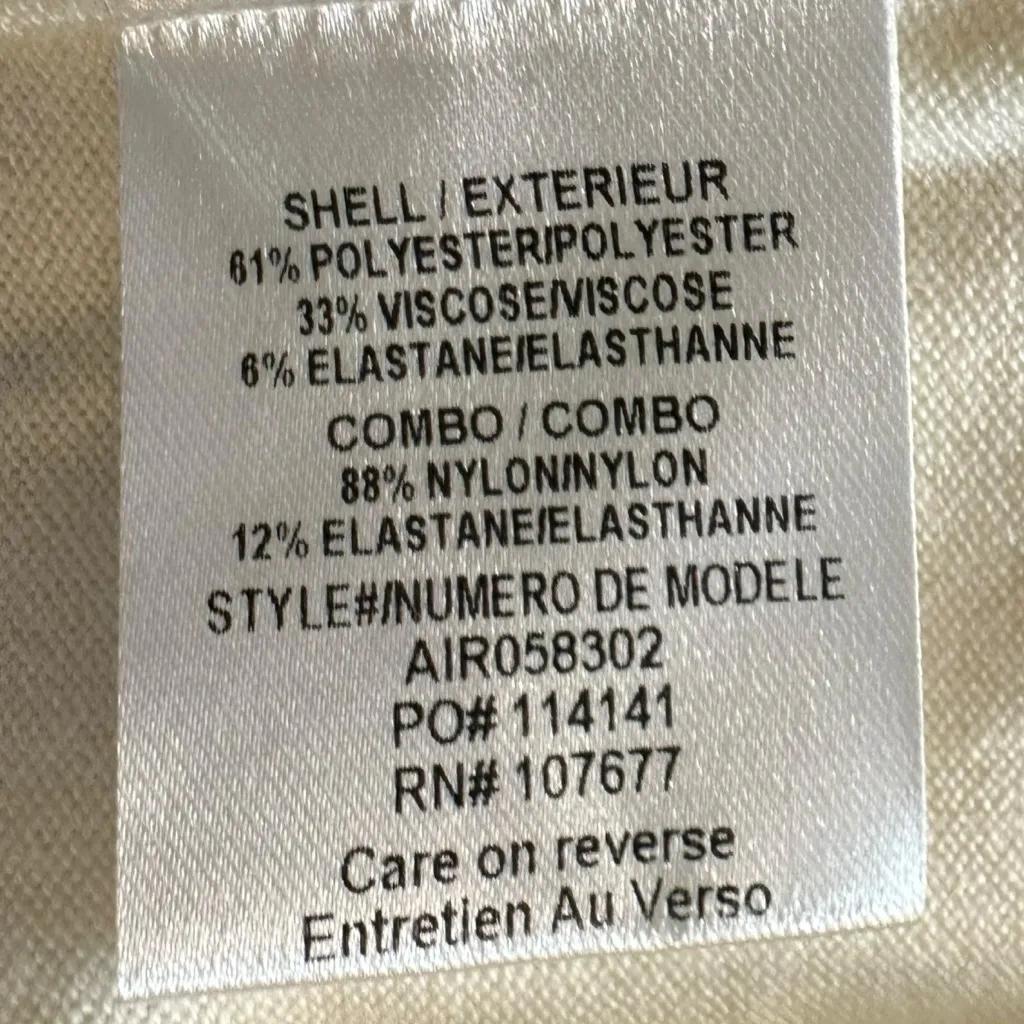 SHELL / EXTERIEUR
61% POLYESTER/POLYESTER
33% VISCOSE/VISCOSE
6% ELASTANE/ELASTHANNE
COMBO / COMBO
88% NYLON/NYLON
12% ELASTANE/ELASTHANNE
STYLE#/NUMERO DE MODELE
AIR058302
PO# 114141
RN# 107677
Care on reverse
Entretien Au Verso